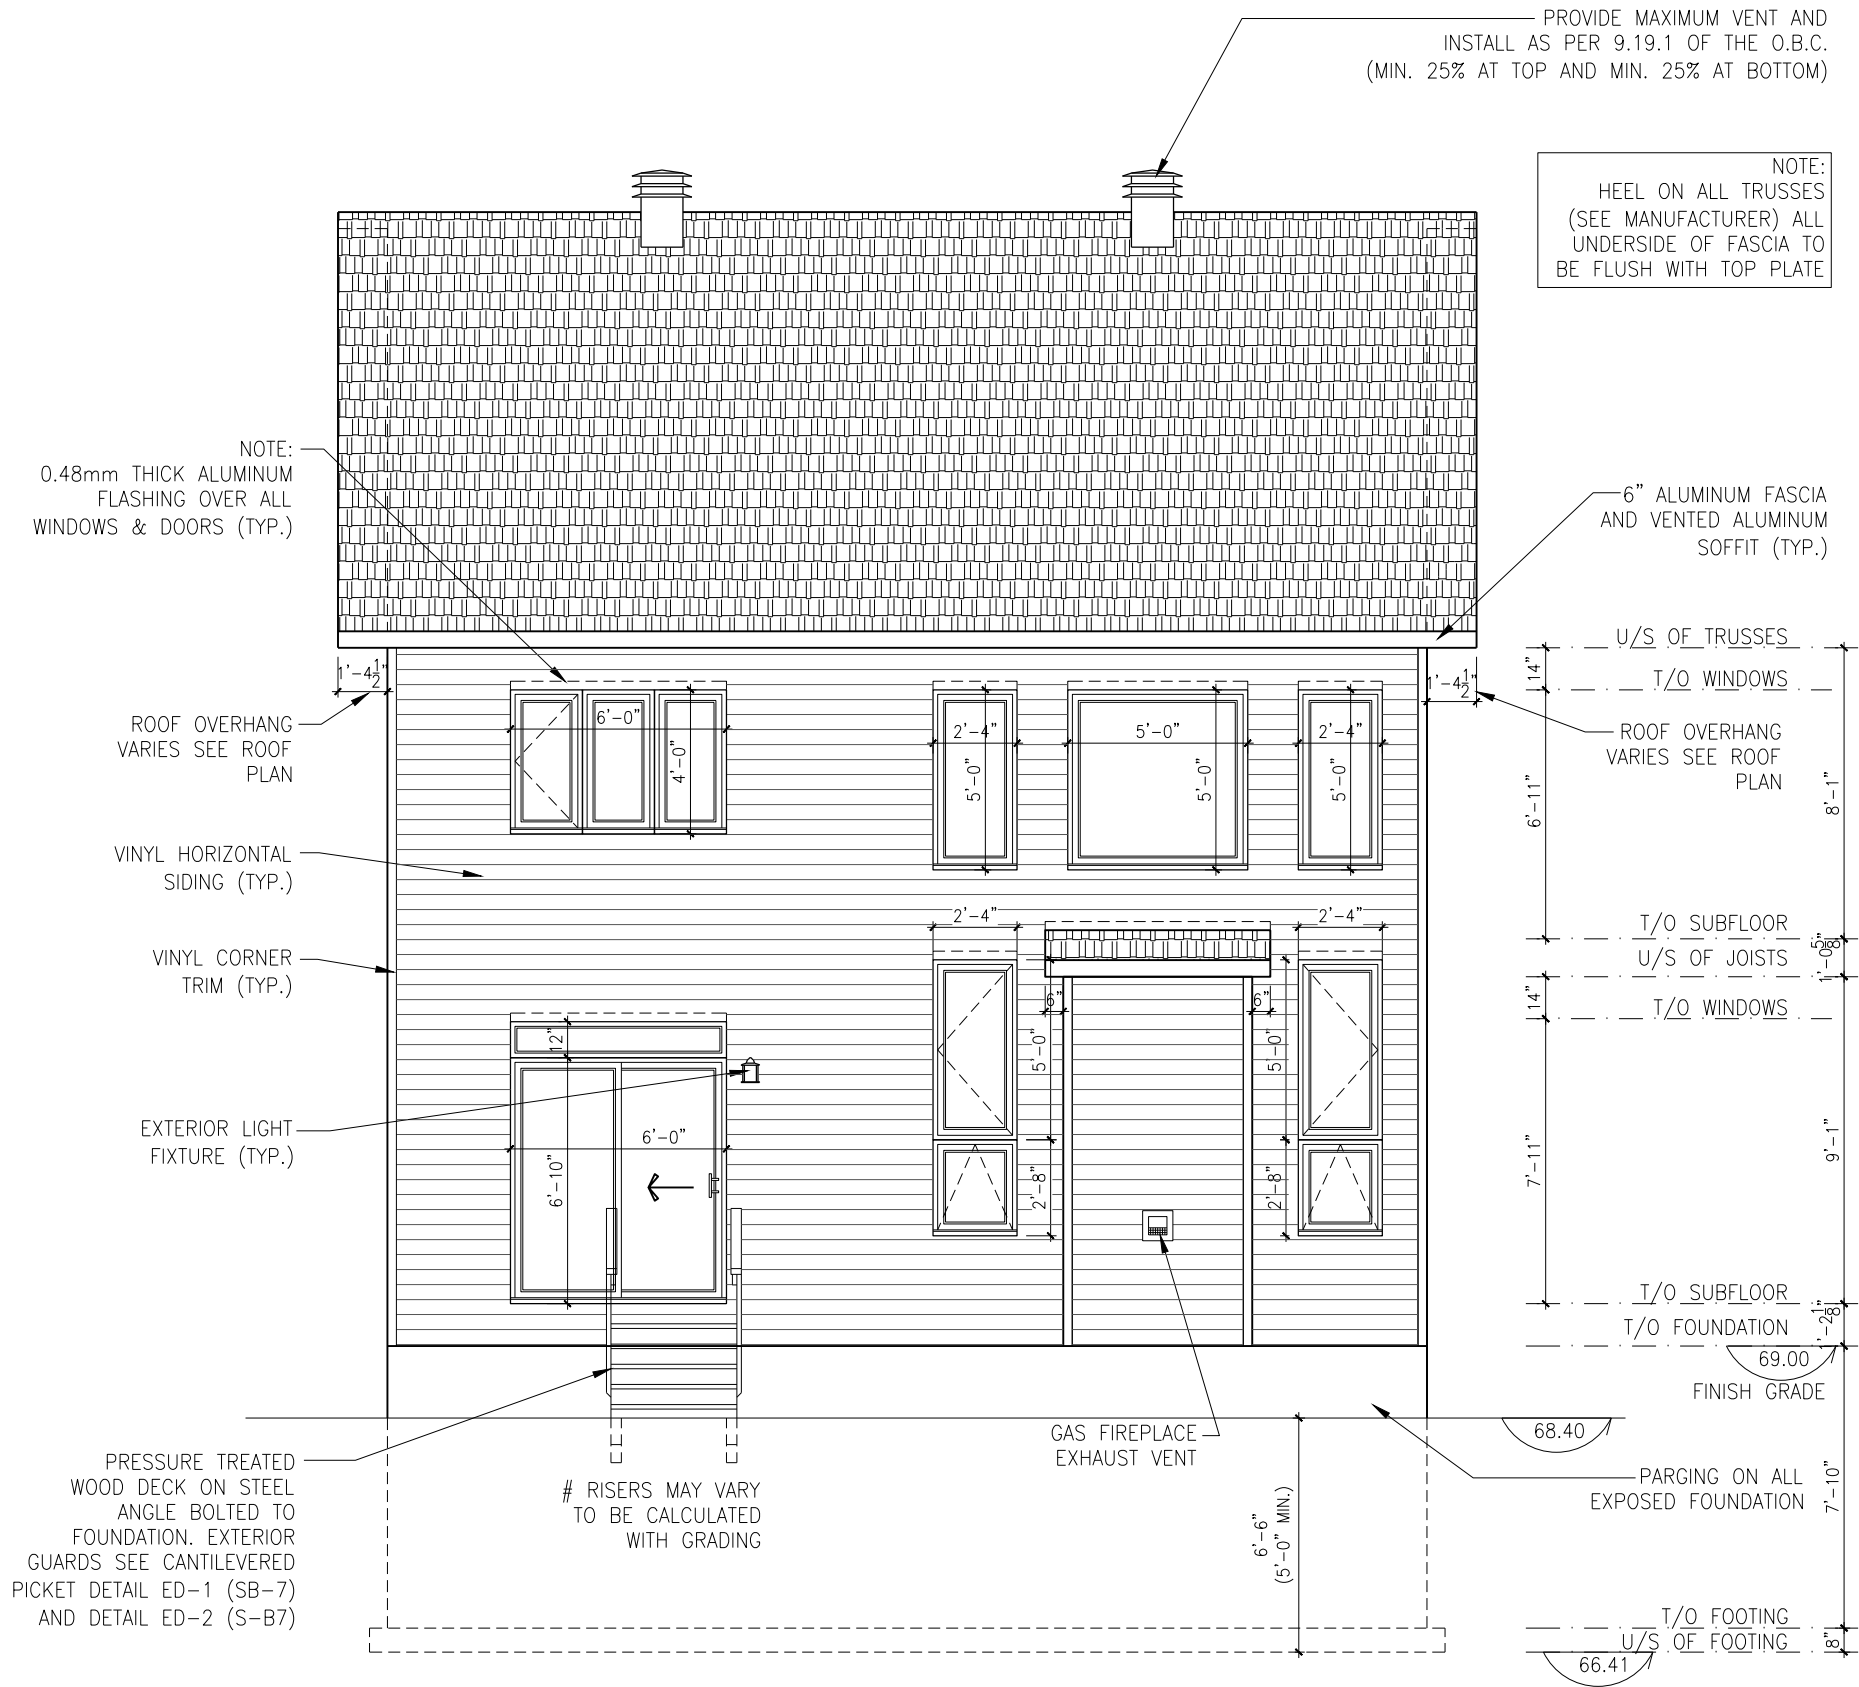 PROVIDE MAXIMUM VENT AND
INSTALL AS PER 9.19.1 OF THE O.B.C.
(MIN. 25% AT TOP AND MIN. 25% AT BOTTOM)
NOTE:
HEEL ON ALL TRUSSES
(SEE MANUFACTURER) ALL
UNDERSIDE OF FASCIA TO
BE FLUSH WITH TOP PLATE
NOTE:
0.48mm THICK ALUMINUM
FLASHING OVER ALL
WINDOWS & DOORS (TYP.)
6" ALUMINUM FASCIA
AND VENTED ALUMINUM
SOFFIT (TYP.)
1'-4 1/2"
ROOF OVERHANG
VARIES SEE ROOF
PLAN
6'-0"
4'-0"
2'-4"
5'-0"
5'-0"
5'-0"
2'-4"
5'-0"
1'-4 1/2"
ROOF OVERHANG
VARIES SEE ROOF
PLAN
U/S OF TRUSSES
14"
T/O WINDOWS
6'-11"
8'-1"
T/O SUBFLOOR
1'-0 5/8"
U/S OF JOISTS
14"
T/O WINDOWS
7'-11"
9'-1"
T/O SUBFLOOR
1'-2 1/8"
T/O FOUNDATION
69.00
FINISH GRADE
68.40
7'-10"
T/O FOOTING
U/S OF FOOTING
8"
66.41
VINYL HORIZONTAL
SIDING (TYP.)
VINYL CORNER
TRIM (TYP.)
2'-4"
2'-4"
6"
6"
5'-0"
5'-0"
2'-8"
2'-8"
12"
6'-0"
6'-10"
EXTERIOR LIGHT
FIXTURE (TYP.)
PRESSURE TREATED
WOOD DECK ON STEEL
ANGLE BOLTED TO
FOUNDATION. EXTERIOR
GUARDS SEE CANTILEVERED
PICKET DETAIL ED-1 (SB-7)
AND DETAIL ED-2 (S-B7)
# RISERS MAY VARY
TO BE CALCULATED
WITH GRADING
GAS FIREPLACE
EXHAUST VENT
6'-6"
(5'-0" MIN.)
PARGING ON ALL
EXPOSED FOUNDATION